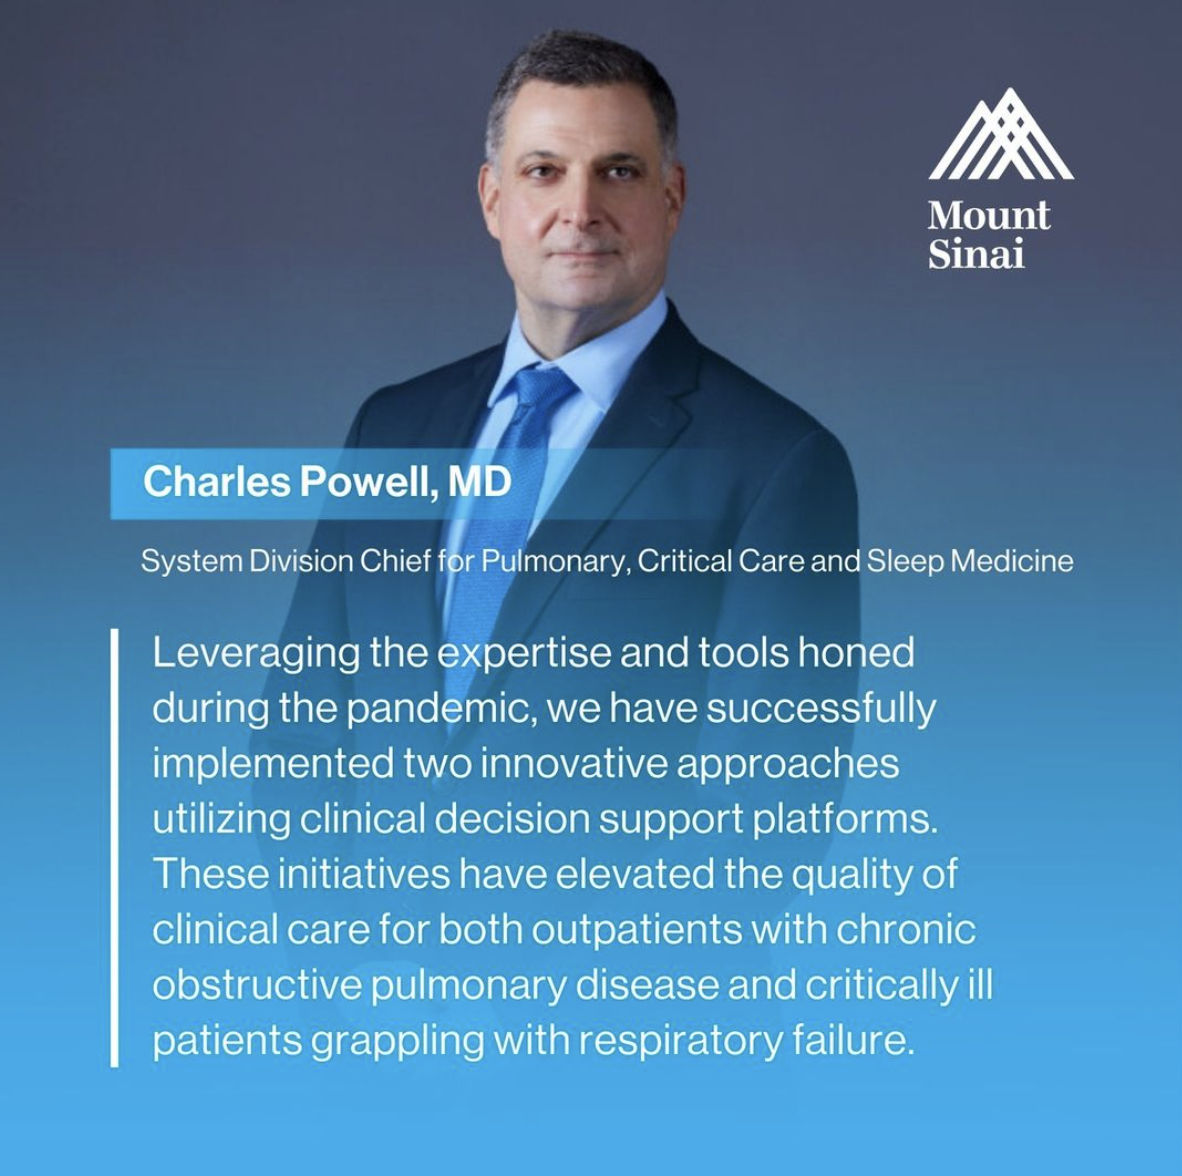 Mount
Sinai
Charles Powell, MD
System Division Chief for Pulmonary, Critical Care and Sleep Medicine
Leveraging the expertise and tools honed
during the pandemic, we have successfully
implemented two innovative approaches
utilizing clinical decision support platforms.
These initiatives have elevated the quality of
clinical care for both outpatients with chronic
obstructive pulmonary disease and critically ill
patients grappling with respiratory failure.